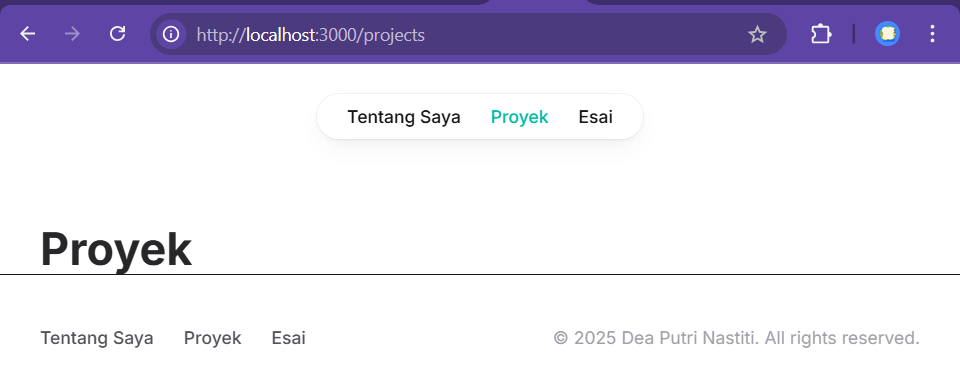 http://localhost:3000/projects
Tentang Saya Proyek Esai
Proyek
Tentang Saya Proyek Esai © 2025 Dea Putri Nastiti. All rights reserved.